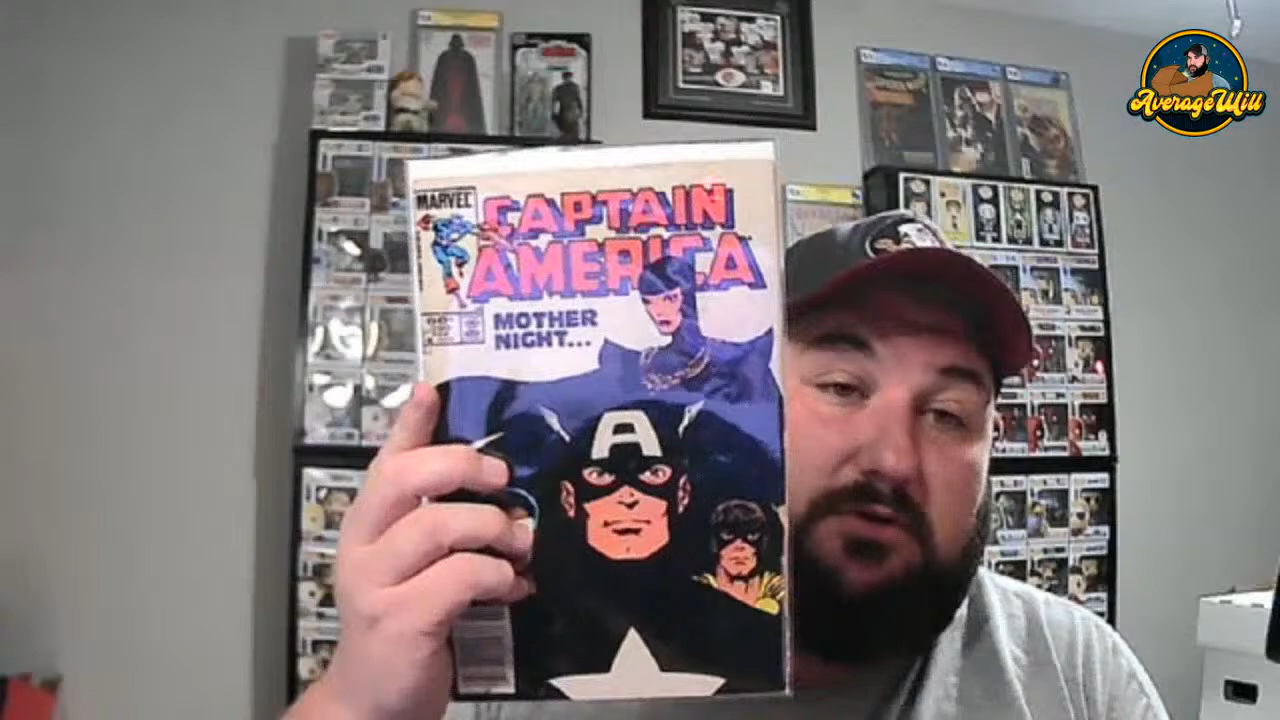 AverageWill
MARVEL
CAPTAIN
AMERICA
MOTHER
NIGHT...
A